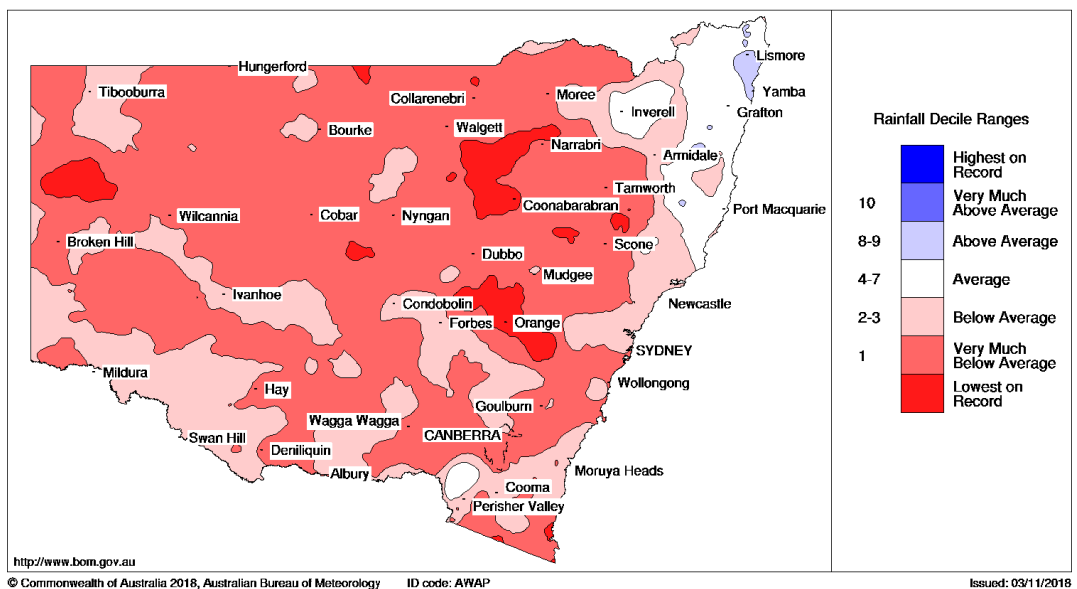 Hungerford
Tibooburra
Collarenebri
Moree
Inverell
Lismore
Yamba
Grafton
Bourke
Walgett
Narrabri
Armidale
Tamworth
Wilcannia
Cobar
Nyngan
Coonabarabran
Port Macquarie
Broken Hill
Dubbo
Scone
Mudgee
Ivanhoe
Condobolin
Newcastle
Forbes
Orange
SYDNEY
Mildura
Hay
Wollongong
Goulburn
Wagga Wagga
CANBERRA
Swan Hill
Deniliquin
Albury
Moruya Heads
Cooma
Perisher Valley
Rainfall Decile Ranges
Highest on
Record
10 Very Much
Above Average
8-9 Above Average
4-7 Average
2-3 Below Average
1 Very Much
Below Average
Lowest on
Record
http://www.bom.gov.au
© Commonwealth of Australia 2018, Australian Bureau of Meteorology ID code: AWAP Issued: 03/11/2018